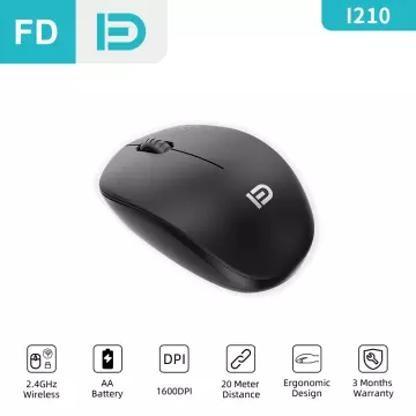 FD
I210
2.4GHz
Wireless
AA
Battery
DPI
1600DPI
20 Meter
Distance
Ergonomic
Design
3 Months
Warranty